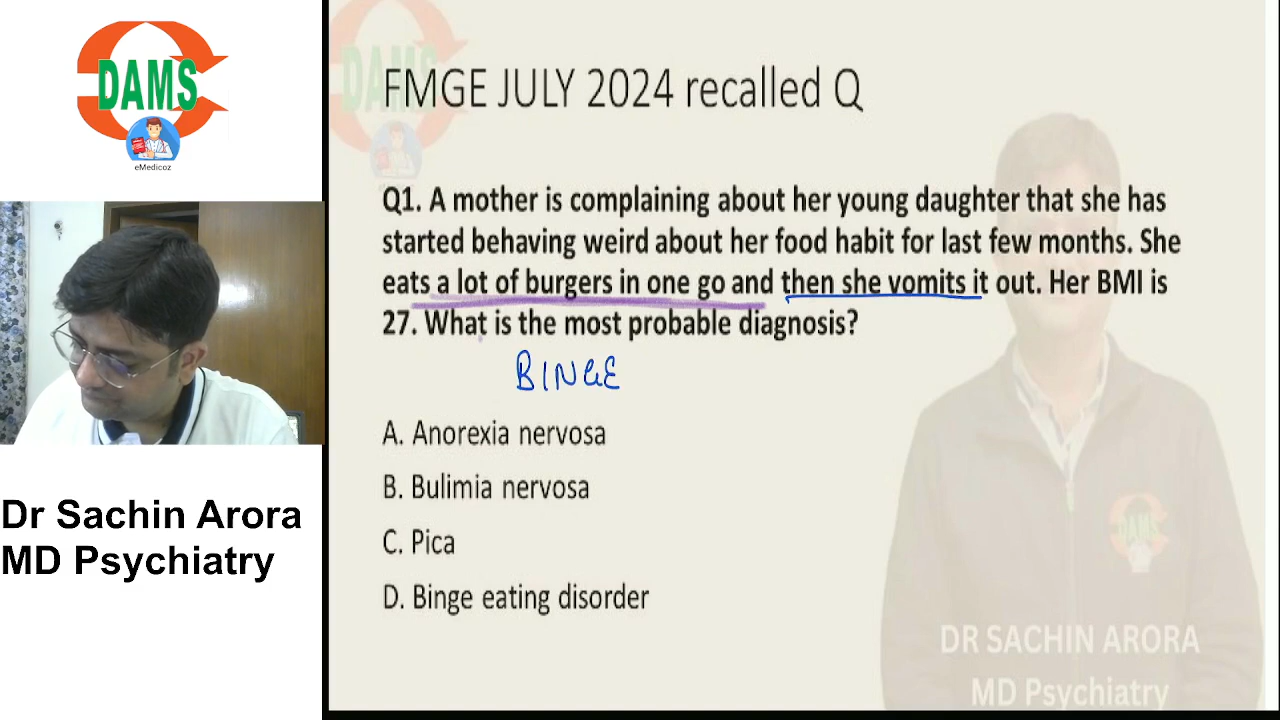 DAMS
eMedicoz
FMGE JULY 2024 recalled Q
Q1. A mother is complaining about her young daughter that she has
started behaving weird about her food habit for last few months. She
eats a lot of burgers in one go and then she vomits it out. Her BMI is
27. What is the most probable diagnosis?
BINGE
A. Anorexia nervosa
B. Bulimia nervosa
C. Pica
D. Binge eating disorder
Dr Sachin Arora
MD Psychiatry
DAMS
DAMS
DR SACHIN ARORA
MD Psychiatry